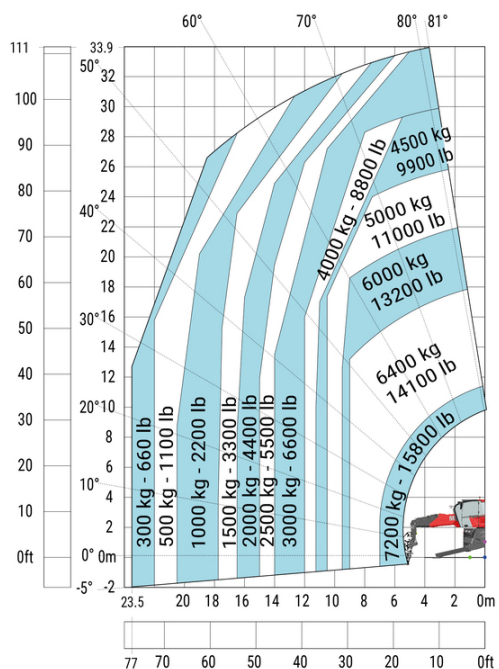 60°
70°
80°
81°
111
33.9
50°
100
32
30
90
28
4500 kg
9900 lb
26
80
24
4000 kg - 8800 lb
40°
5000 kg
11000 lb
70
22
20
60
18
6000 kg
13200 lb
50
30°
16
14
40
12
6400 kg
14100 lb
30
20°
10
8
300 kg - 660 lb
500 kg - 1100 lb
1000 kg - 2200 lb
1500 kg - 3300 lb
2000 kg - 4400 lb
2500 kg - 5500 lb
3000 kg - 6600 lb
7200 kg - 15800 lb
20
6
10°
4
10
2
0ft
0°
0m
-5°
-2
23.5
20
18
16
14
12
10
8
6
4
2
0m
77
70
60
50
40
30
20
10
0ft